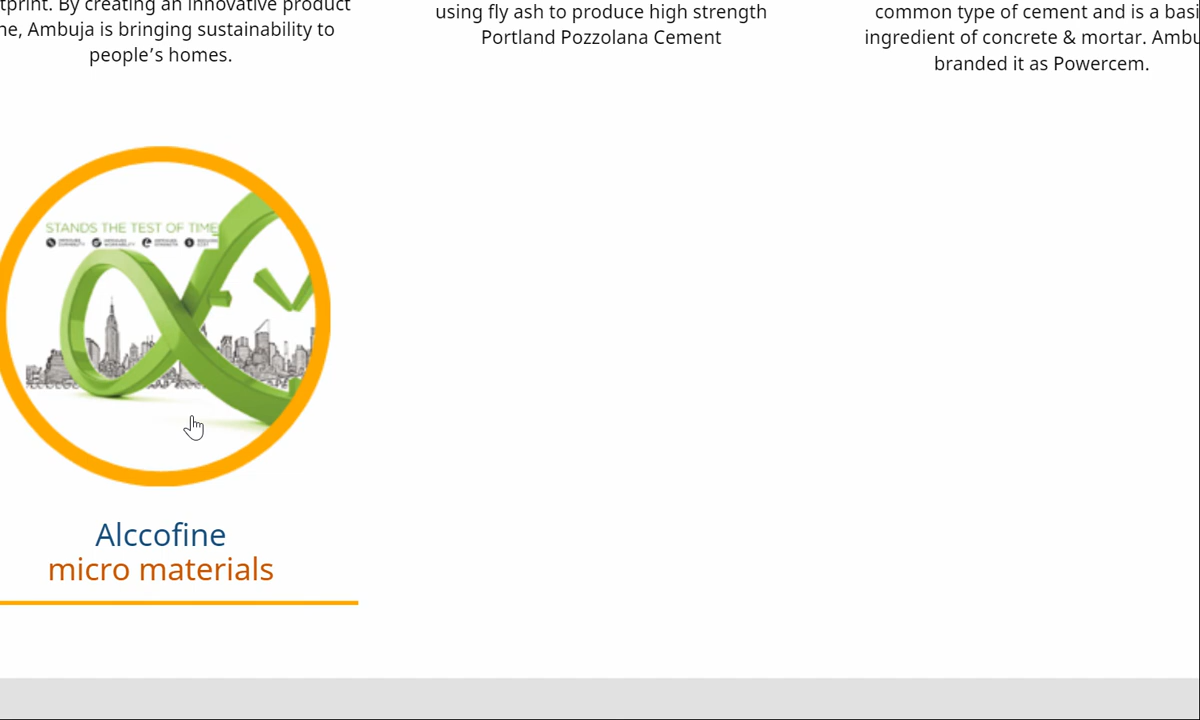 tprint. By creating an innovative product
ne, Ambuja is bringing sustainability to
people's homes.
using fly ash to produce high strength
Portland Pozzolana Cement
common type of cement and is a basi
ingredient of concrete & mortar. Ambu
branded it as Powercem.
STANDS THE TEST OF TIME
Alccofine
micro materials